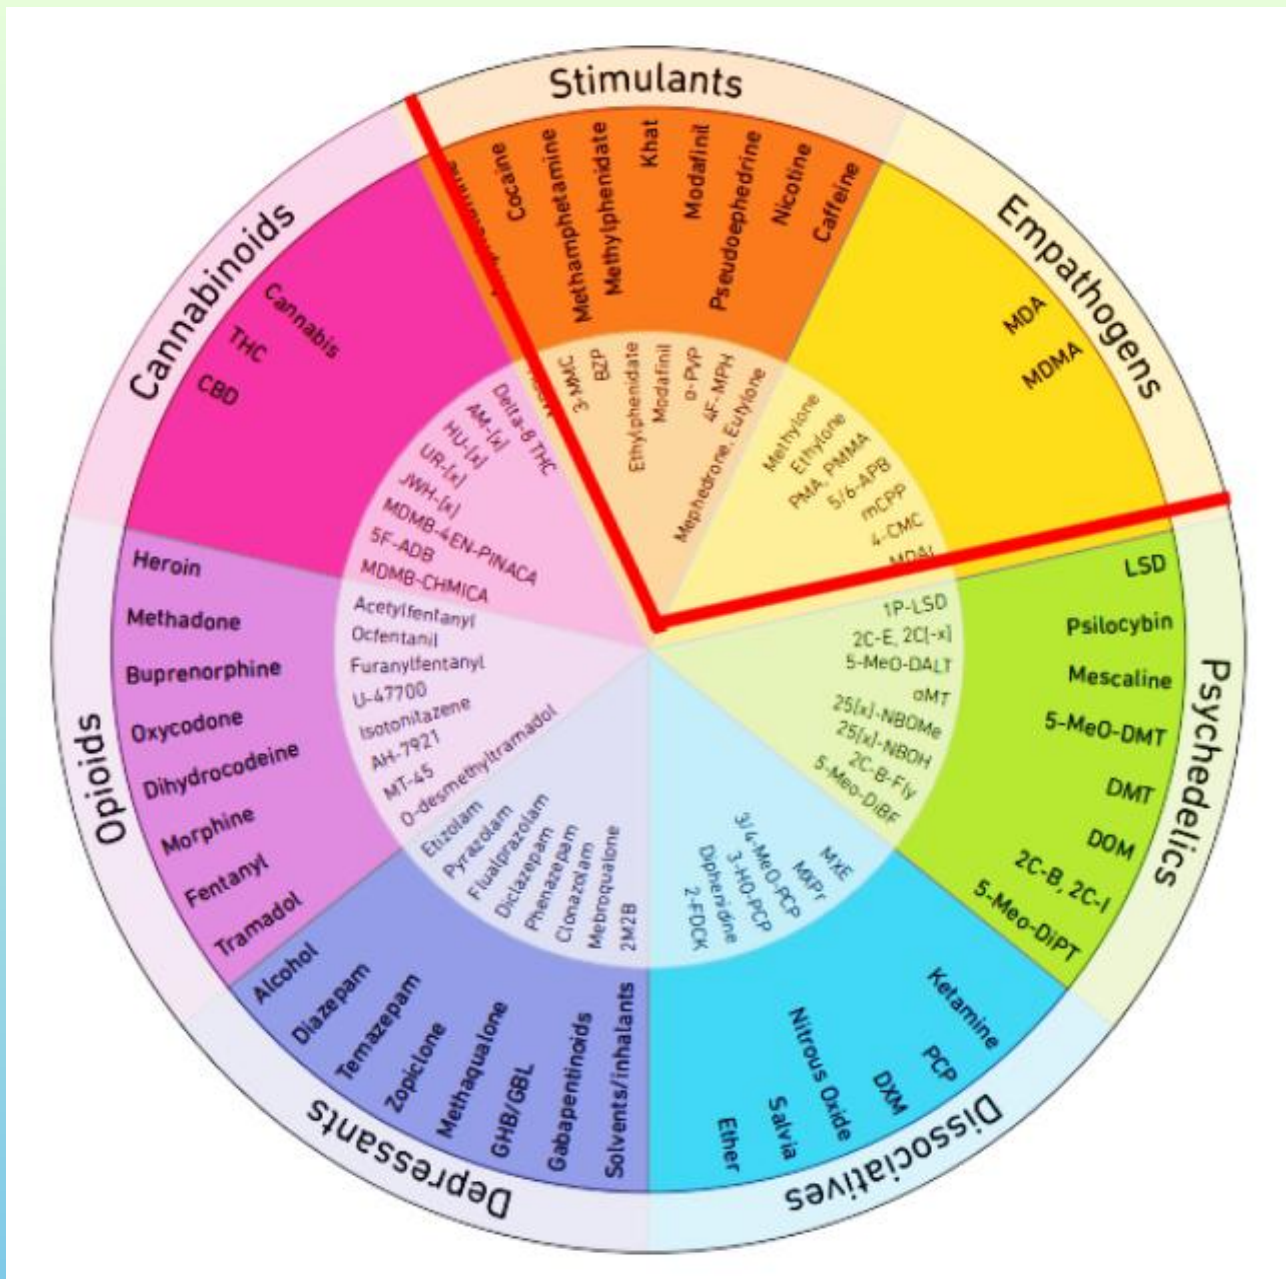 Stimulants
Cocaine
Methamphetamine
Methylphenidate
Khat
Modafinil
Pseudoephedrine
Nicotine
Caffeine
3-MMC
BZP
Ethylphenidate
Modafinil
α-PVP
4F-MPH
Mephedrone, Eutylone
Empathogens
MDA
MDMA
Methylone
Ethylone
PMA, PMMA
5/6-APB
mCPP
4-CMC
MDAI
Psychedelics
LSD
Psilocybin
Mescaline
5-MeO-DMT
DMT
DOM
2C-B, 2C-I
5-Meo-DiPT
1P-LSD
2C-E, 2C[-x]
5-MeO-DALT
αMT
25[x]-NBOMe
25[x]-NBOH
2C-B-Fly
5-Meo-DiBF
Dissociatives
Ketamine
PCP
DXM
Nitrous Oxide
Salvia
Ether
MXE
MXPr
3/4-MeO-PCP
3-HO-PCP
Diphenidine
2-FDCK
Depressants
Solvents/inhalants
Gabapentinoids
GHB/GBL
Methaqualone
Zopiclone
Temazepam
Diazepam
Alcohol
2M2B
Mebroqualone
Clonazolam
Phenazepam
Diclazepam
Flualprazolam
Pyrazolam
Etizolam
Opioids
Heroin
Methadone
Buprenorphine
Oxycodone
Dihydrocodeine
Morphine
Fentanyl
Tramadol
Acetylfentanyl
Ocfentanil
Furanylfentanyl
U-47700
Isotonitazene
AH-7921
MT-45
O-desmethyltramadol
Cannabinoids
Cannabis
THC
CBD
Delta-8 THC
AM-[x]
HU-[x]
UR-[x]
JWH-[x]
MDMB-4EN-PINACA
5F-ADB
MDMB-CHMICA